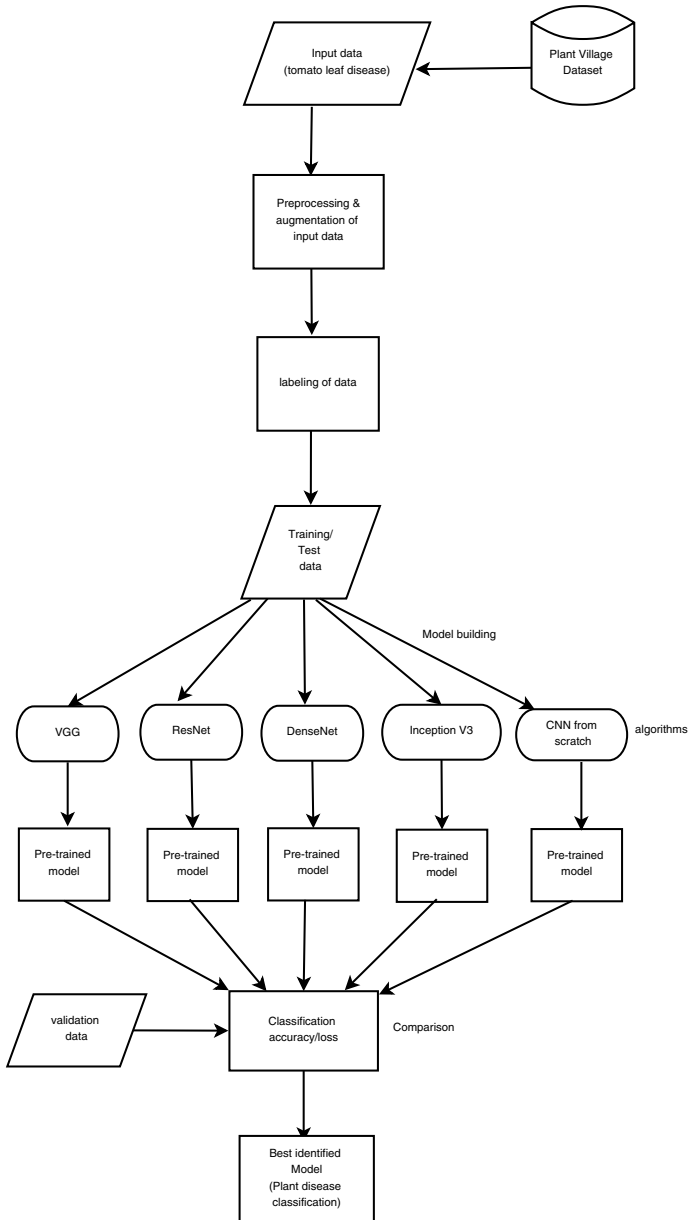 Input data
(tomato leaf disease)
Plant Village
Dataset
Preprocessing &
augmentation of
input data
labeling of data
Training/
Test
data
Model building
VGG
ResNet
DenseNet
Inception V3
CNN from
scratch
algorithms
Pre-trained
model
Pre-trained
model
Pre-trained
model
Pre-trained
model
Pre-trained
model
validation
data
Classification
accuracy/loss
Comparison
Best identified
Model
(Plant disease
classification)